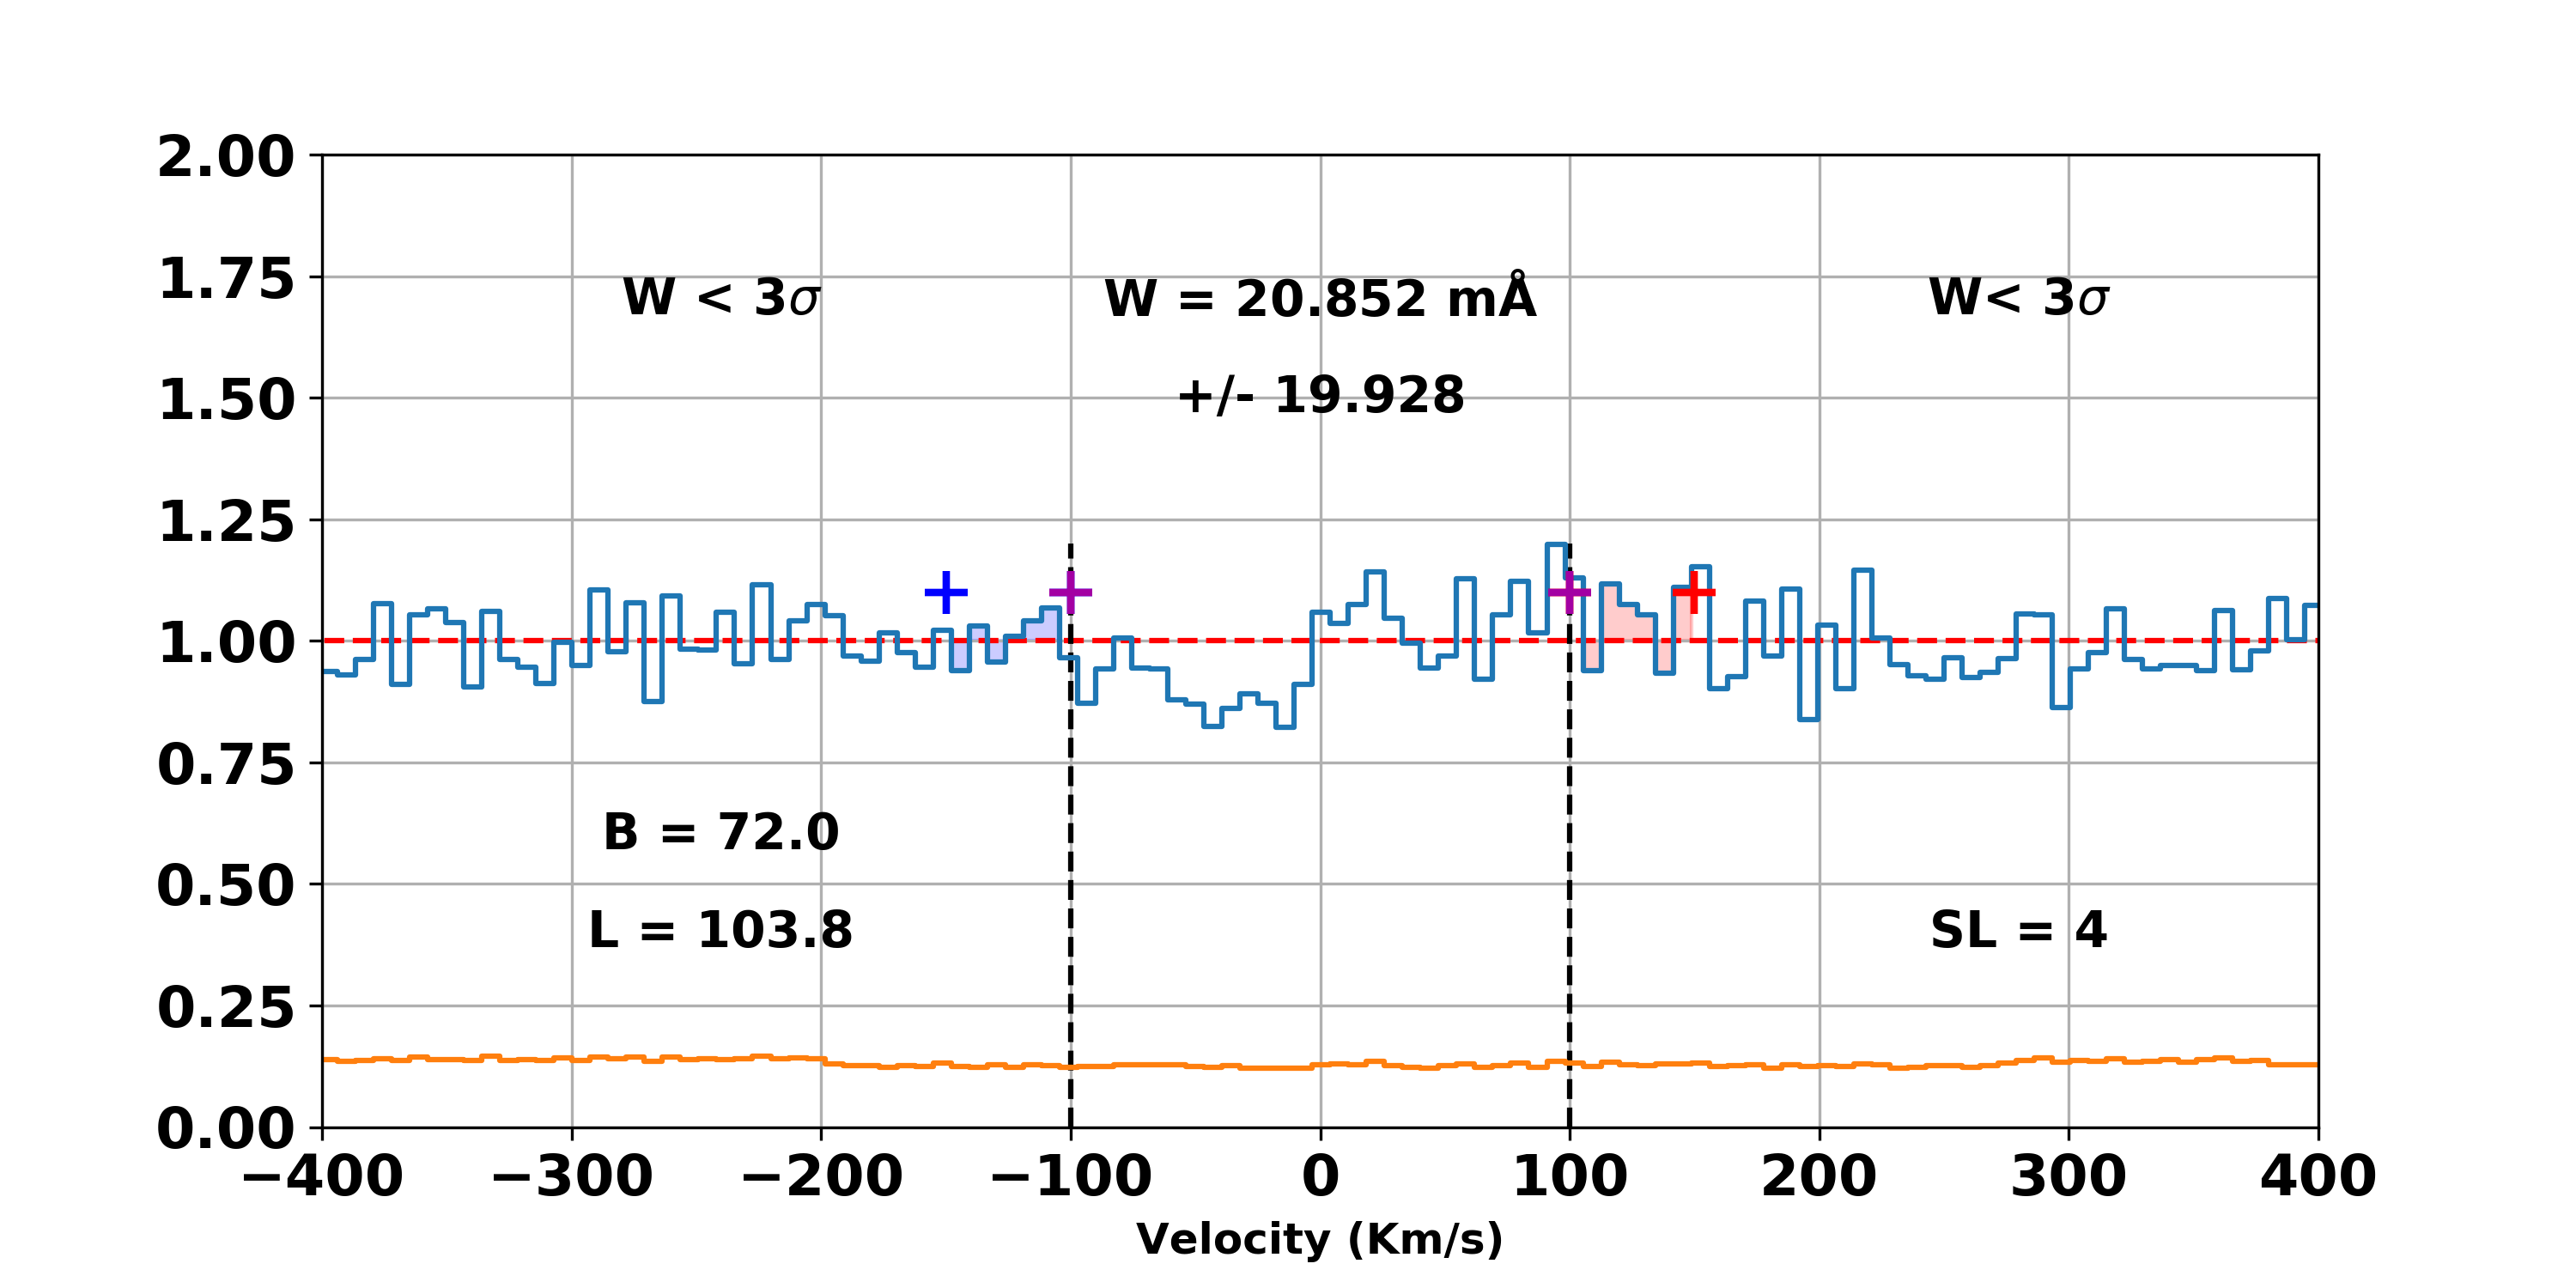 2.00
1.75
W < 3σ W = 20.852 mÅ W< 3σ
1.50
+/- 19.928
1.25
1.00
0.75
B = 72.0
0.50
L = 103.8 SL = 4
0.25
0.00
−400 −300 −200 −100 0 100 200 300 400
Velocity (Km/s)